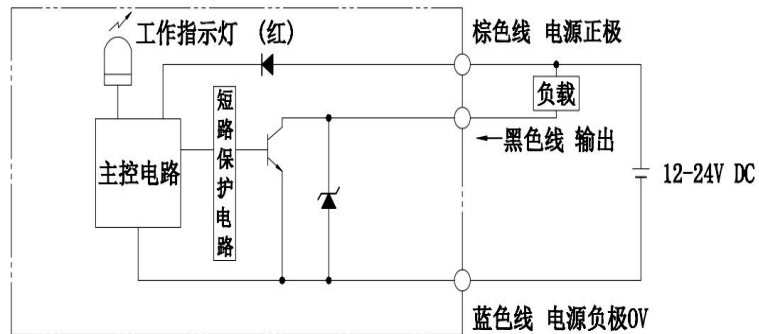 工作指示灯 (红)
棕色线 电源正极
负载
短路保护电路
黑色线 输出
主控电路
12-24V DC
蓝色线 电源负极0V